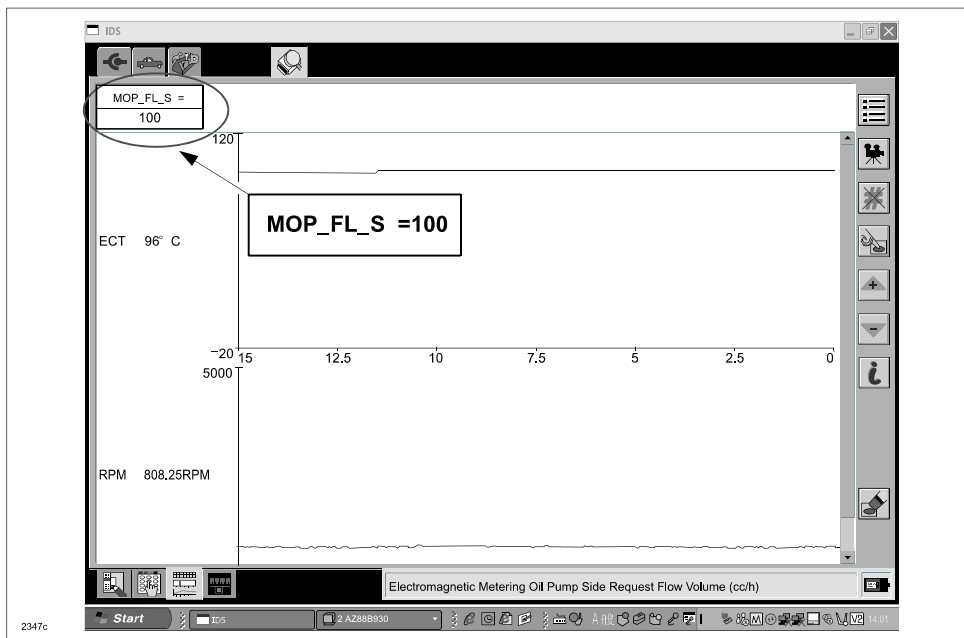 IDS
MOP_FL_S =
100
120
MOP_FL_S =100
ECT 96° C
-20
15 12.5 10 7.5 5 2.5 0
5000
RPM 808.25RPM
Electromagnetic Metering Oil Pump Side Request Flow Volume (cc/h)
Start IDS 2 AZ88B930 14:01
2347c